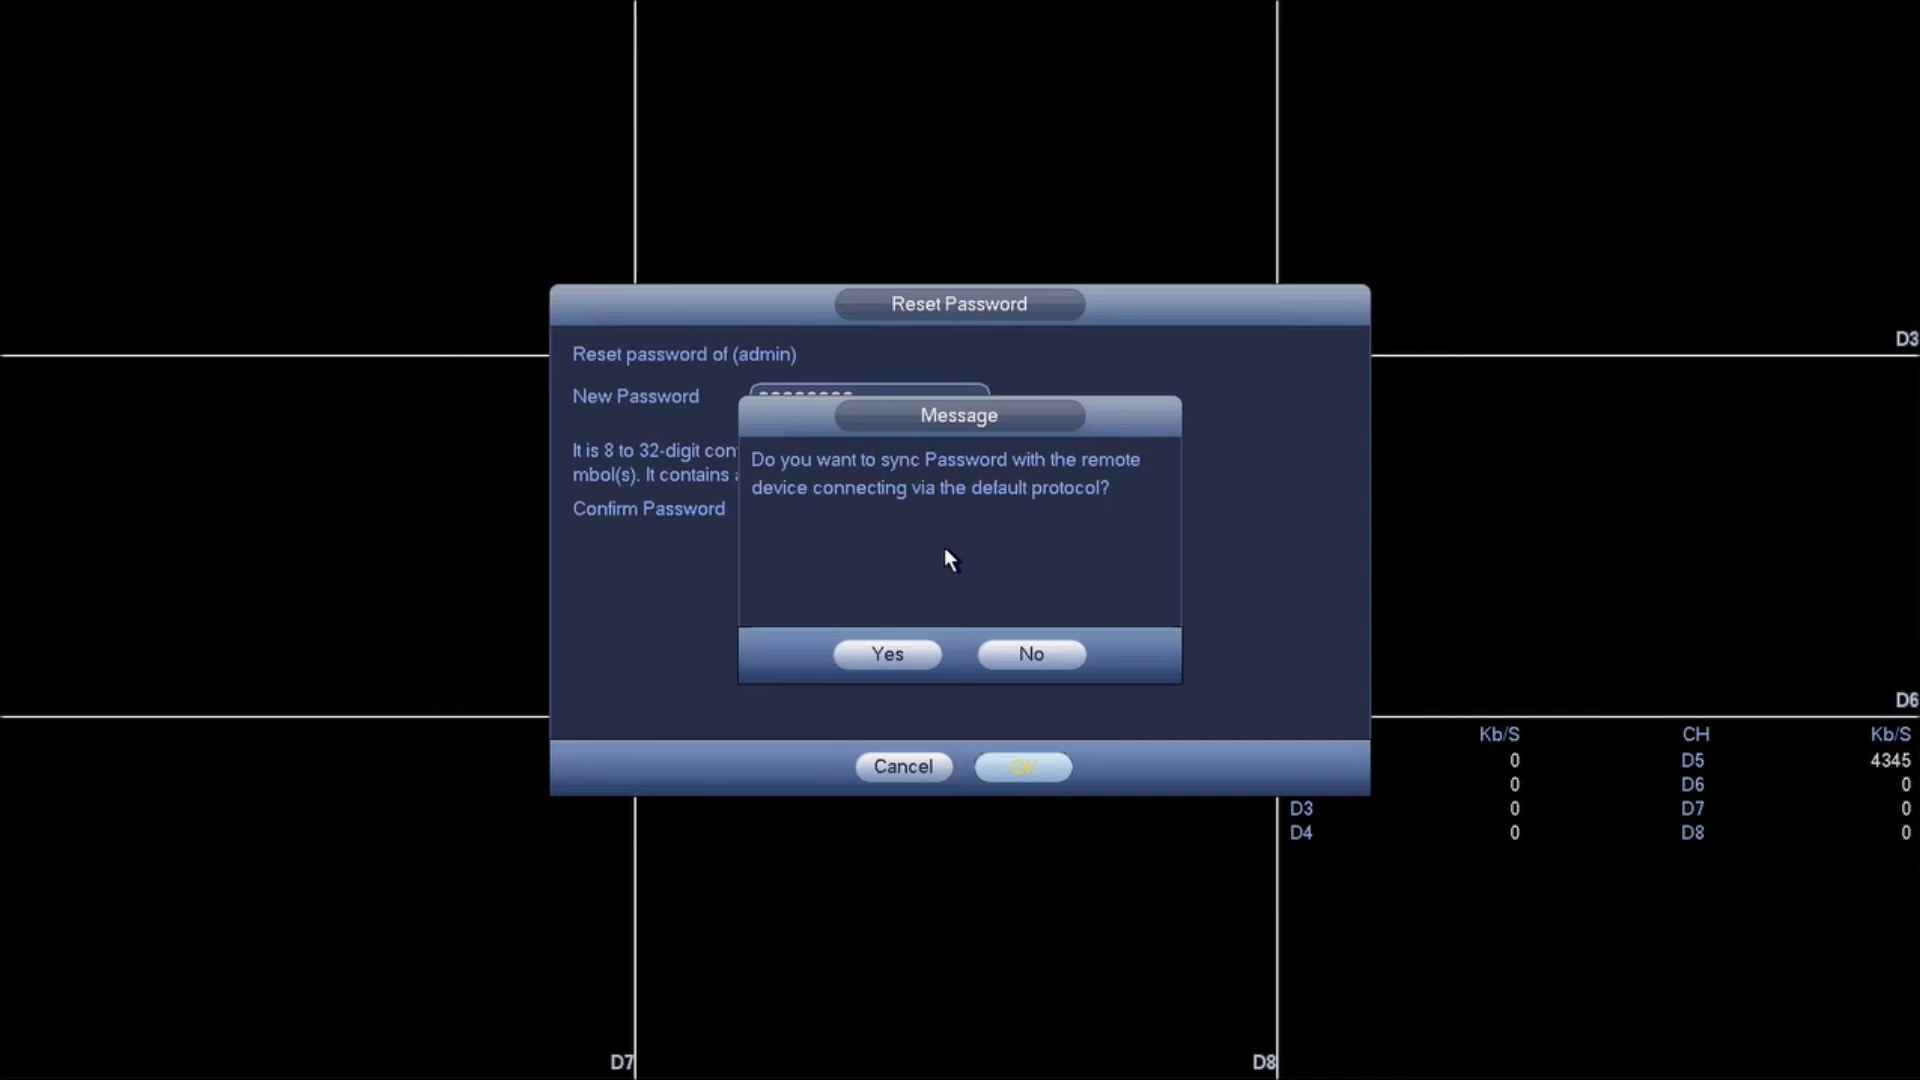 Reset Password
D3
Reset password of (admin)
New Password
Message
It is 8 to 32-digit
mbol(s). It contains
Confirm Password
Do you want to sync Password with the remote
device connecting via the default protocol?
Yes No
D6
Kb/S CH Kb/S
0 D5 4345
0 D6 0
D3 0 D7 0
D4 0 D8 0
Cancel OK
D7 D8